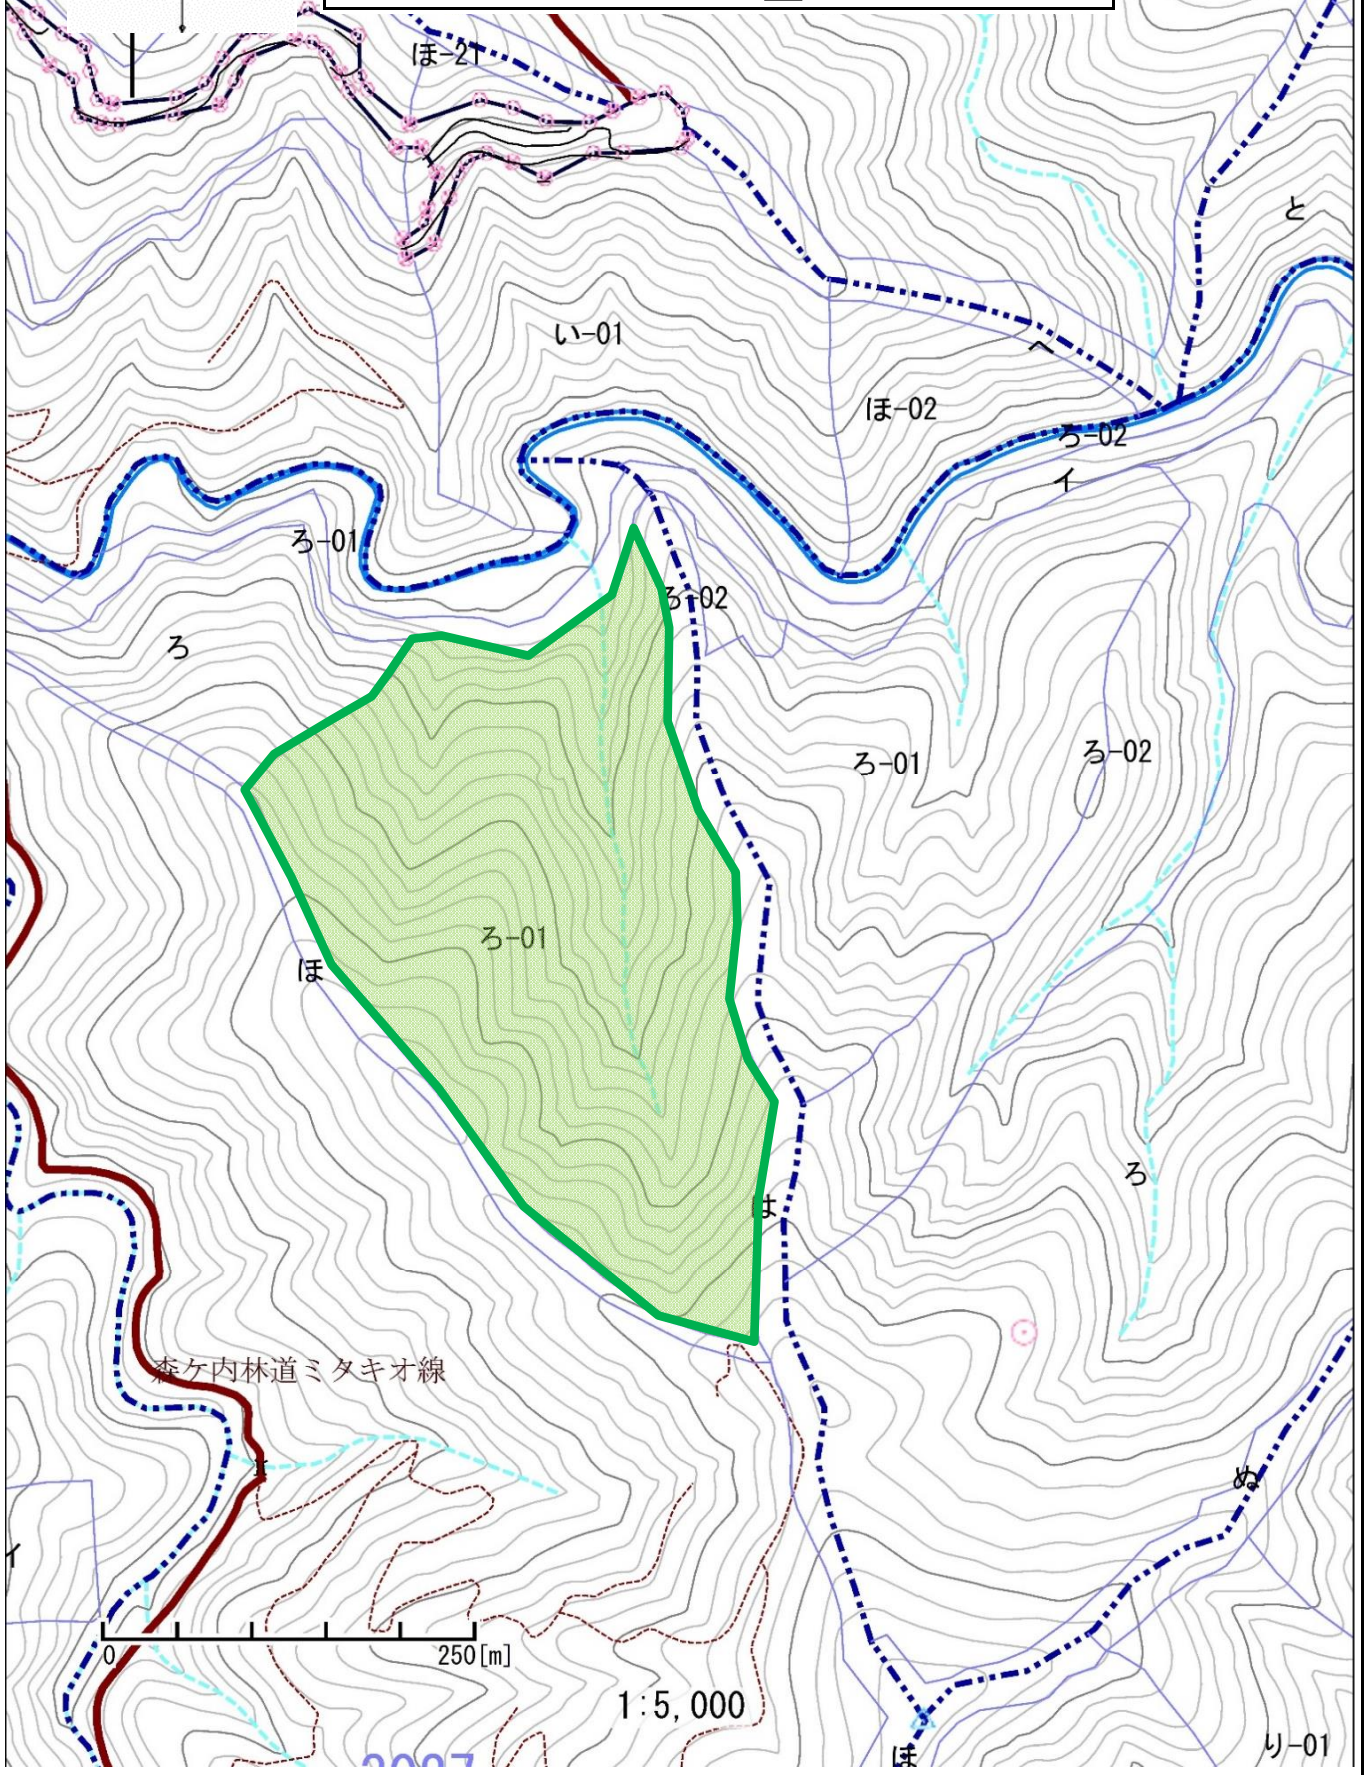 ほ-21
と
い-01
へ
ほ-02
ろ-02
イ
ろ-01
ろ-02
ろ
ろ-01
ろ-02
ろ-01
ほ
ろ
は
森ケ内林道ミタキオ線
ぬ
イ
0
250[m]
1:5,000
り-01
ほ